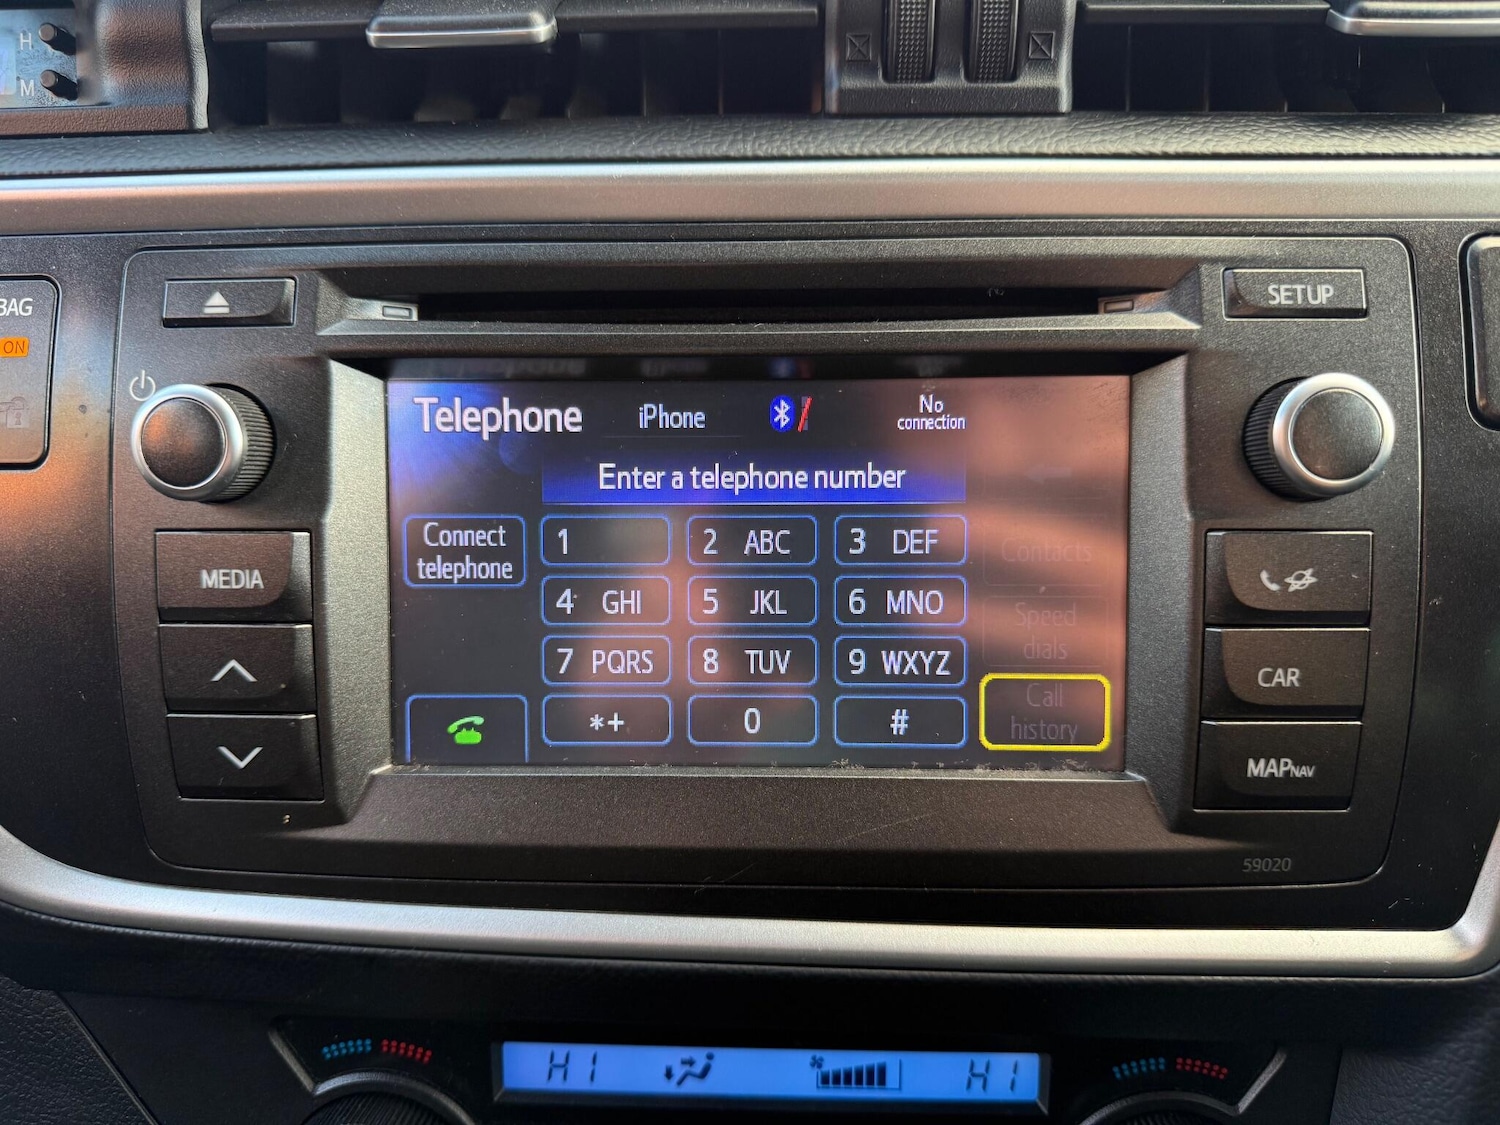 H
M
BAG
ON
SETUP
Telephone iPhone No
connection
Enter a telephone number
Connect
telephone
1 2 ABC 3 DEF
4 GHI 5 JKL 6 MNO
7 PQRS 8 TUV 9 WXYZ
*+ 0 #
Contacts
Speed
dials
Call
history
MEDIA
CAR
MAPNAV
59020
HI HI